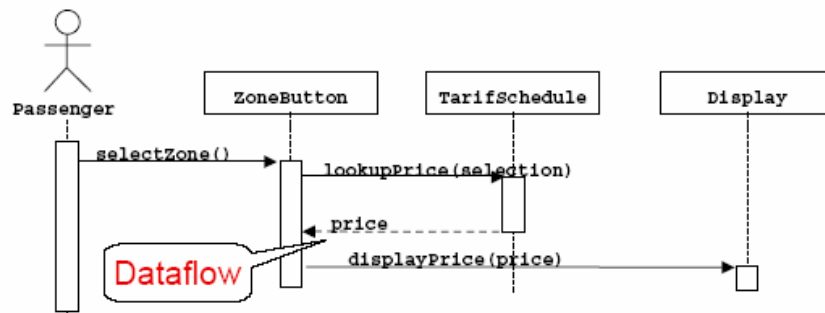 Passenger
ZoneButton
TarifSchedule
Display
selectZone()
lookupPrice(selection)
price
Dataflow
displayPrice(price)